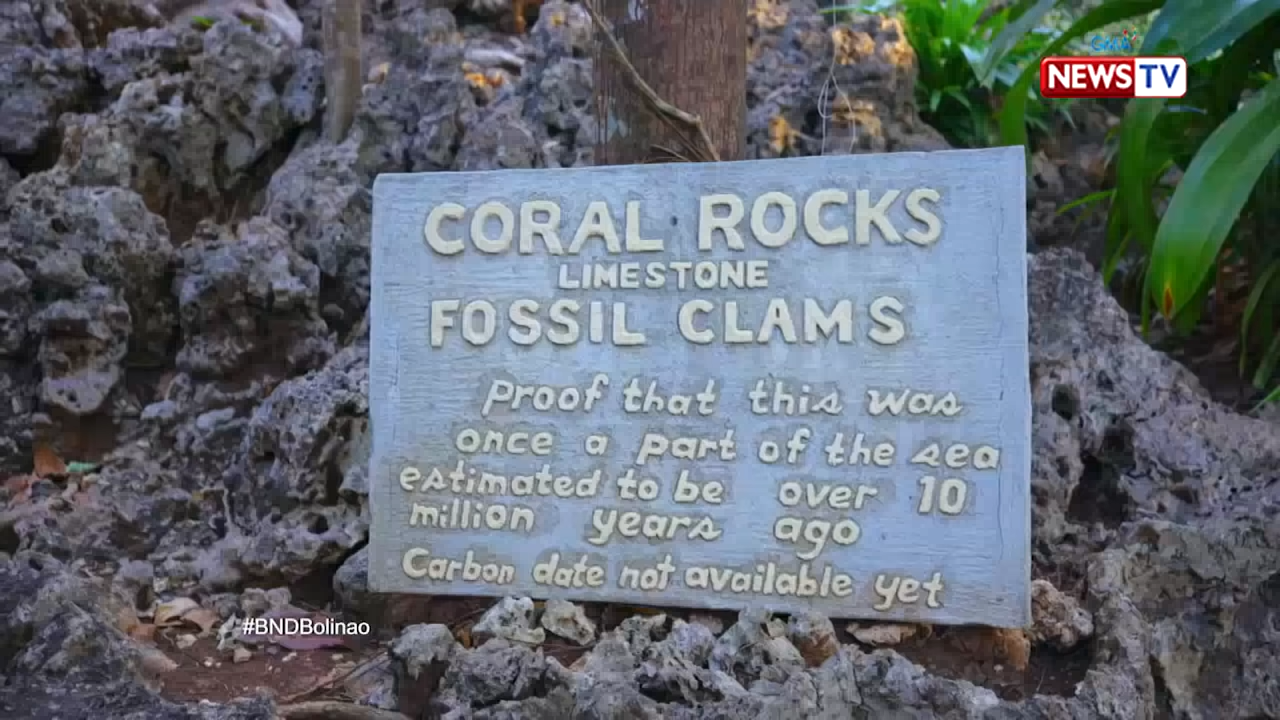 GMA
NEWS TV
CORAL ROCKS
LIMESTONE
FOSSIL CLAMS
Proof that this was
once a part of the sea
estimated to be over 10
million years ago
Carbon date not available yet
#BNDBolinao